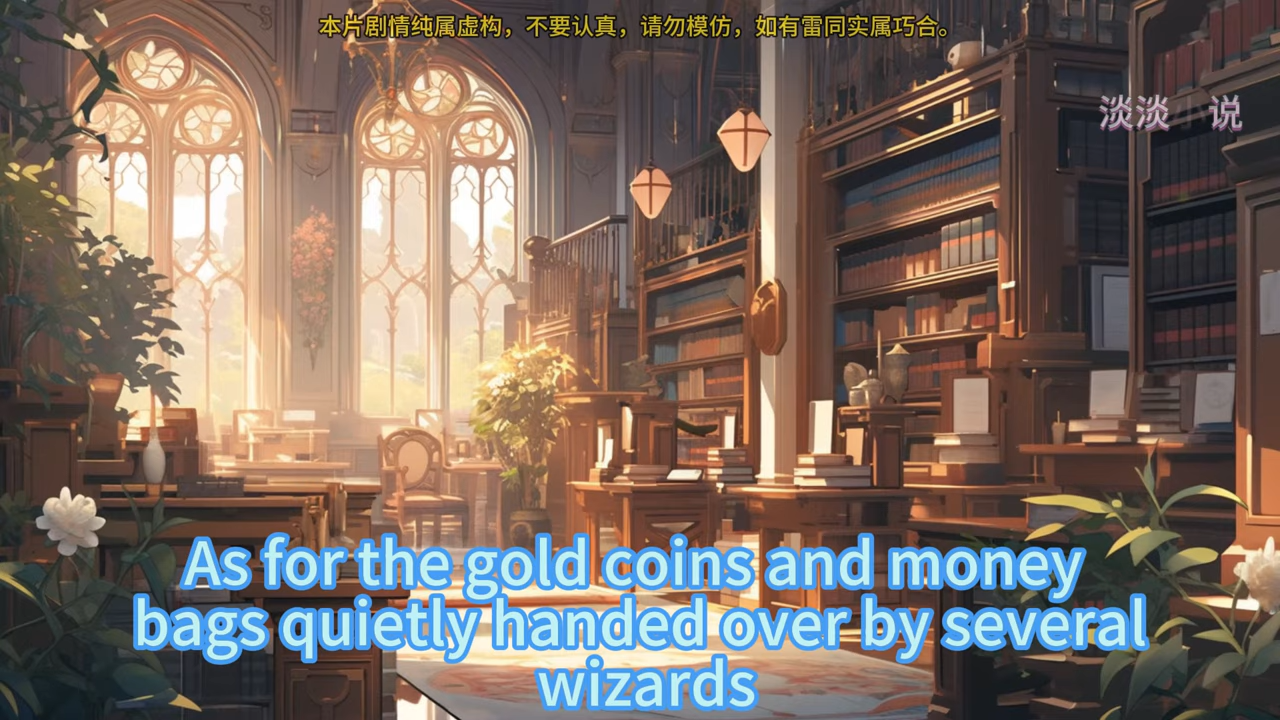 本片剧情纯属虚构，不要认真，请勿模仿，如有雷同实属巧合。
淡淡 说
As for the gold coins and money
bags quietly handed over by several
wizards